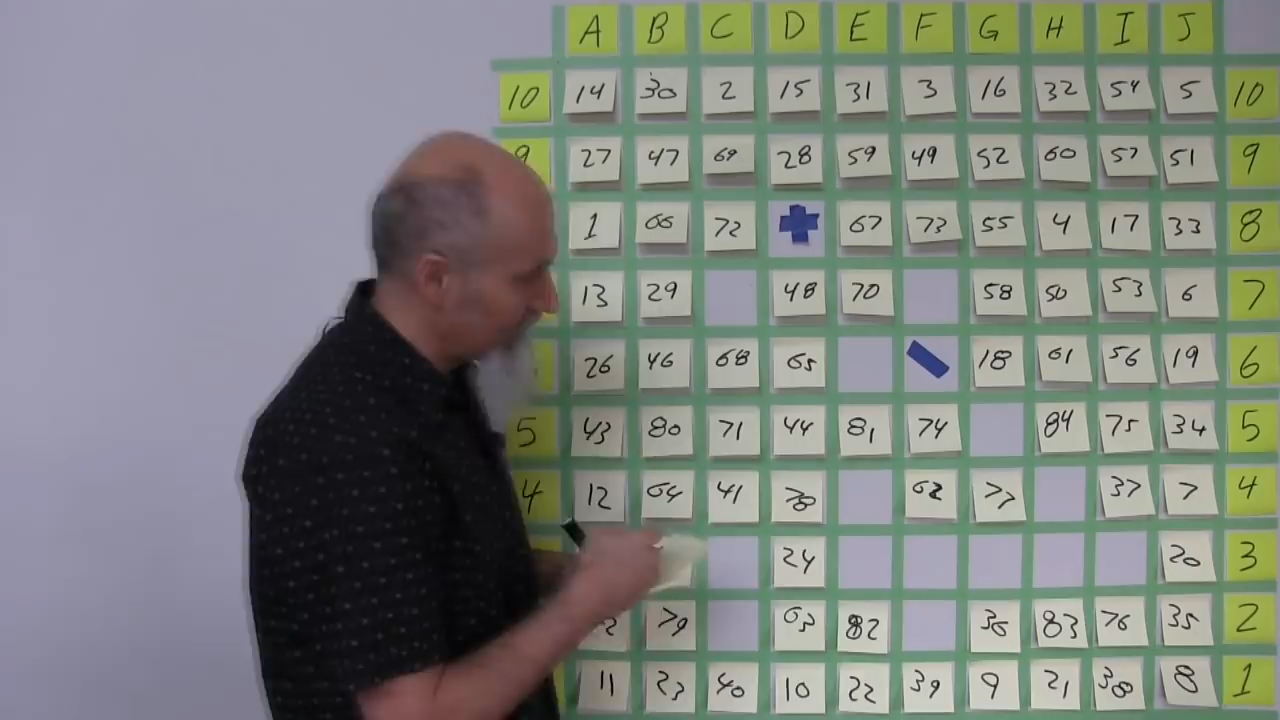 A B C D E F G H I J
10 14 30 2 15 31 3 16 32 54 5 10
9 27 47 69 28 59 49 52 60 57 51 9
1 66 72 67 73 55 4 17 33 8
13 29 48 70 58 50 53 6 7
26 46 68 65 18 61 56 19 6
5 43 80 71 44 81 74 84 75 34 5
4 12 64 41 78 62 77 37 7 4
24 20 3
79 63 82 36 83 76 35 2
11 23 40 10 22 39 9 21 38 8 1